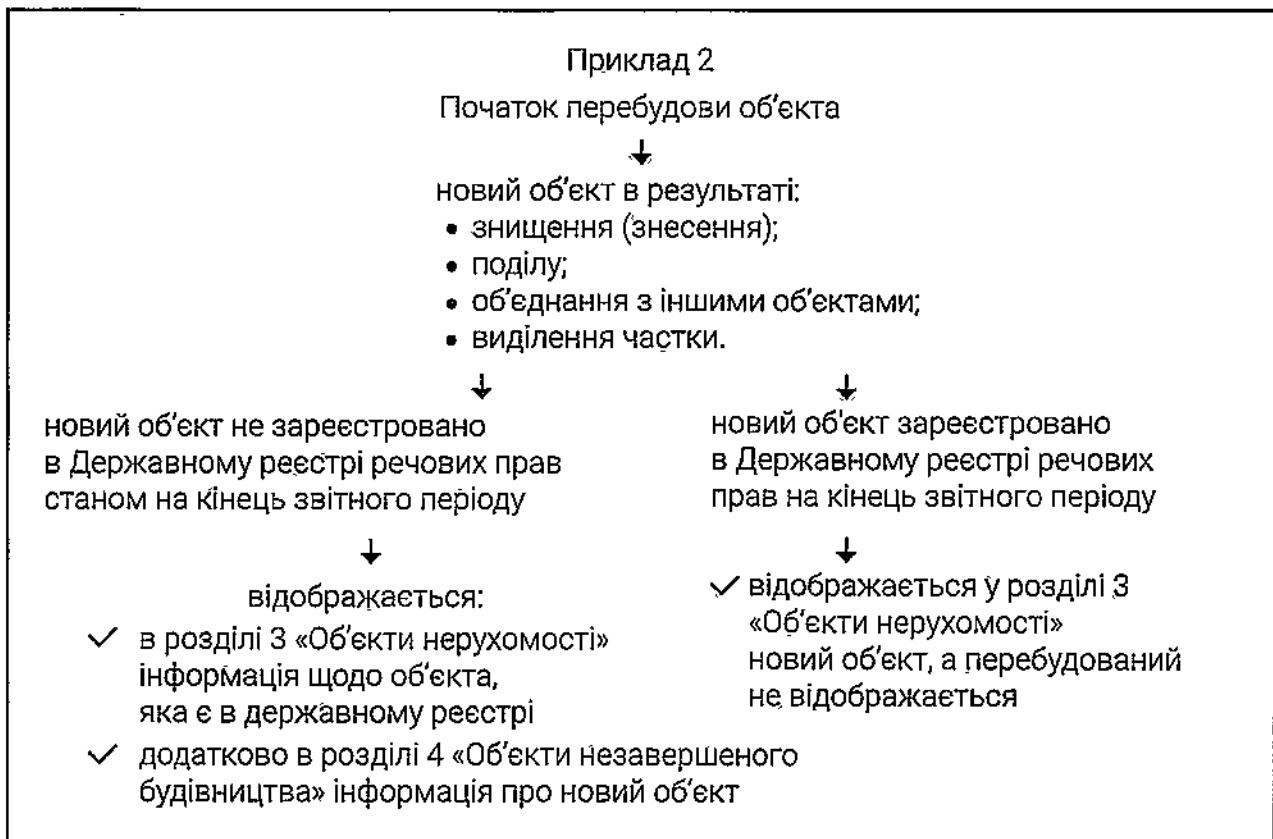 Приклад 2
Початок перебудови об’єкта
новий об’єкт в результаті:
• знищення (знесення);
• поділу;
• об’єднання з іншими об’єктами;
• виділення частки.
новий об’єкт не зареєстровано
в Державному реєстрі речових прав
станом на кінець звітного періоду
відображається:
✓ в розділі 3 «Об’єкти нерухомості»
інформація щодо об’єкта,
яка є в державному реєстрі
✓ додатково в розділі 4 «Об’єкти незавершеного
будівництва» інформація про новий об’єкт
новий об’єкт зареєстровано
в Державному реєстрі речових
прав на кінець звітного періоду
✓ відображається у розділі 3
«Об’єкти нерухомості»
новий об’єкт, а перебудований
не відображається